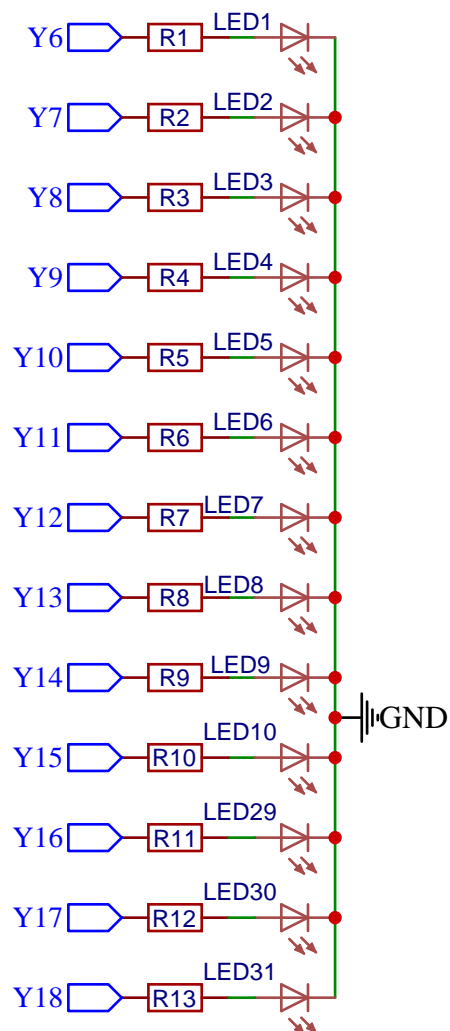 Y6 R1 LED1
Y7 R2 LED2
Y8 R3 LED3
Y9 R4 LED4
Y10 R5 LED5
Y11 R6 LED6
Y12 R7 LED7
Y13 R8 LED8
Y14 R9 LED9
GND
Y15 R10 LED10
Y16 R11 LED29
Y17 R12 LED30
Y18 R13 LED31